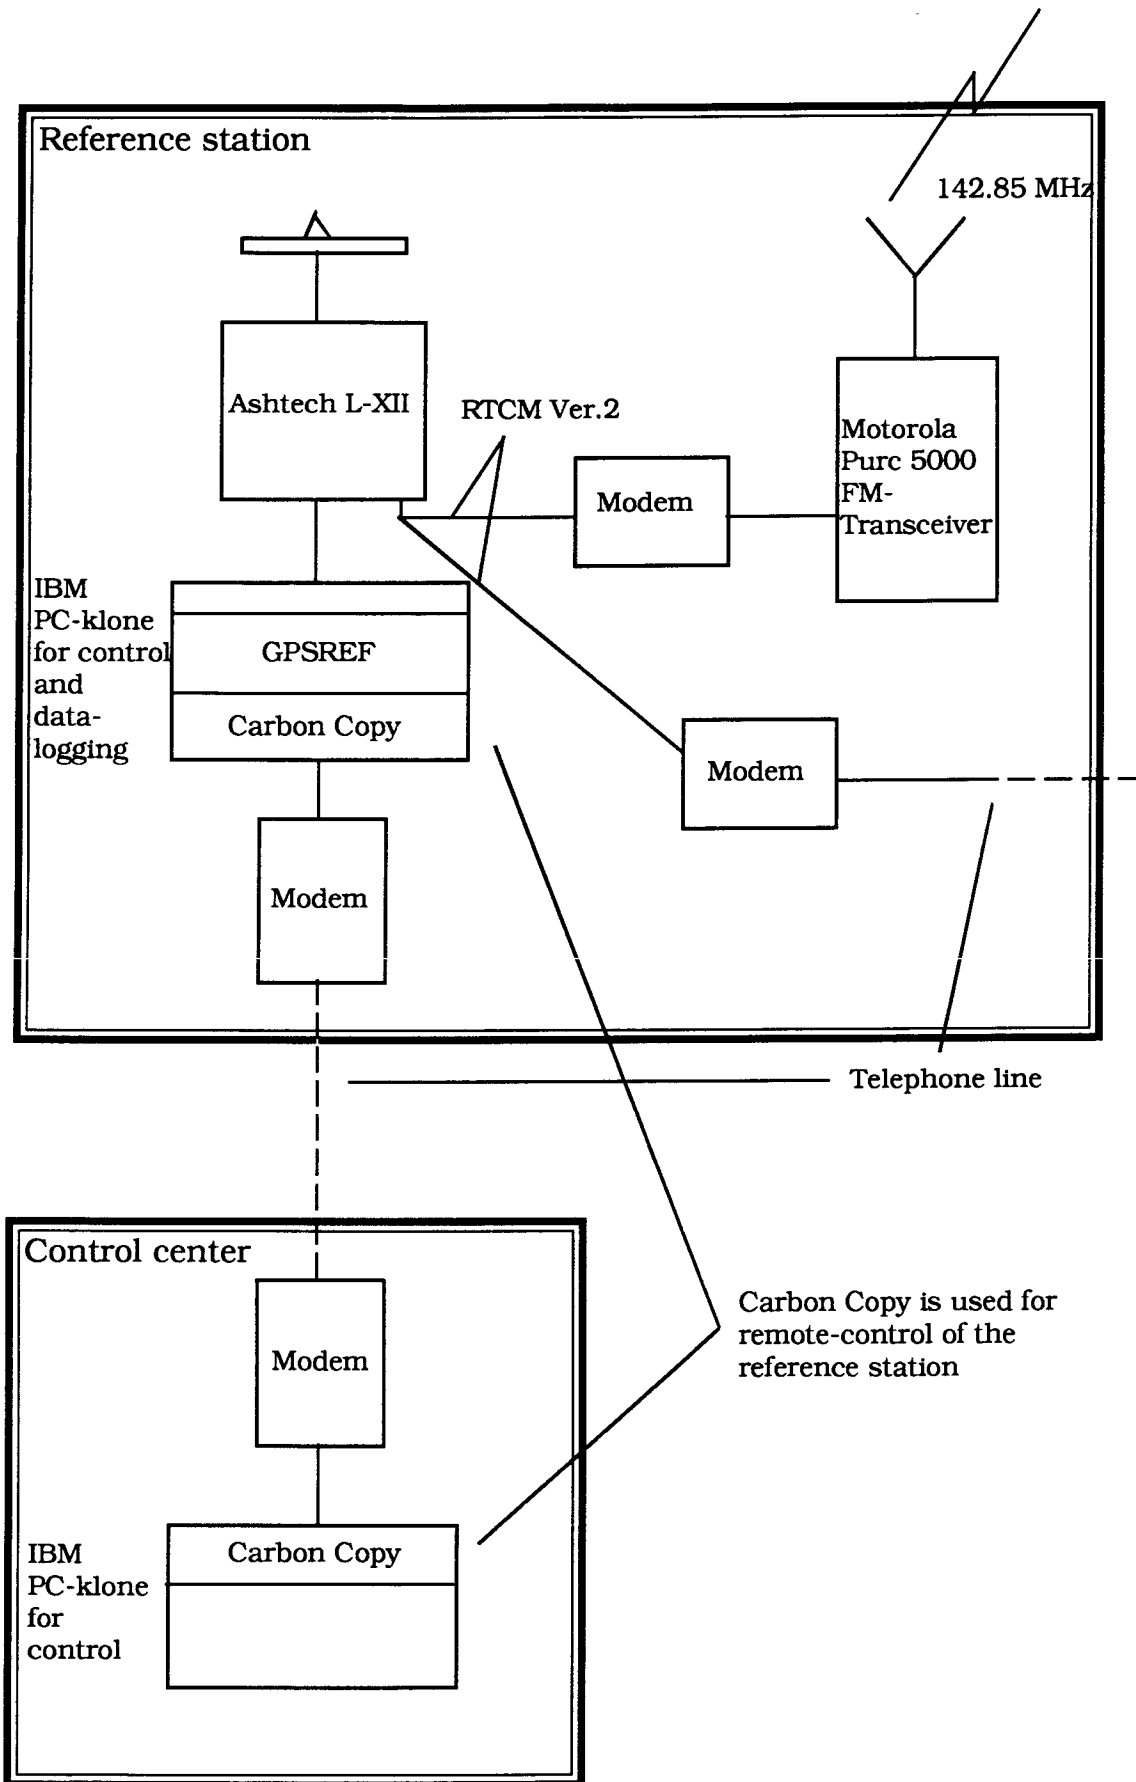 Reference station
142.85 MHz
Ashtech L-XII
RTCM Ver.2
Motorola
Purc 5000
FM-
Transceiver
Modem
IBM
PC-klone
for control
and
data-
logging
GPSREF
Carbon Copy
Modem
Modem
Telephone line
Control center
Modem
Carbon Copy is used for
remote-control of the
reference station
IBM
PC-klone
for
control
Carbon Copy